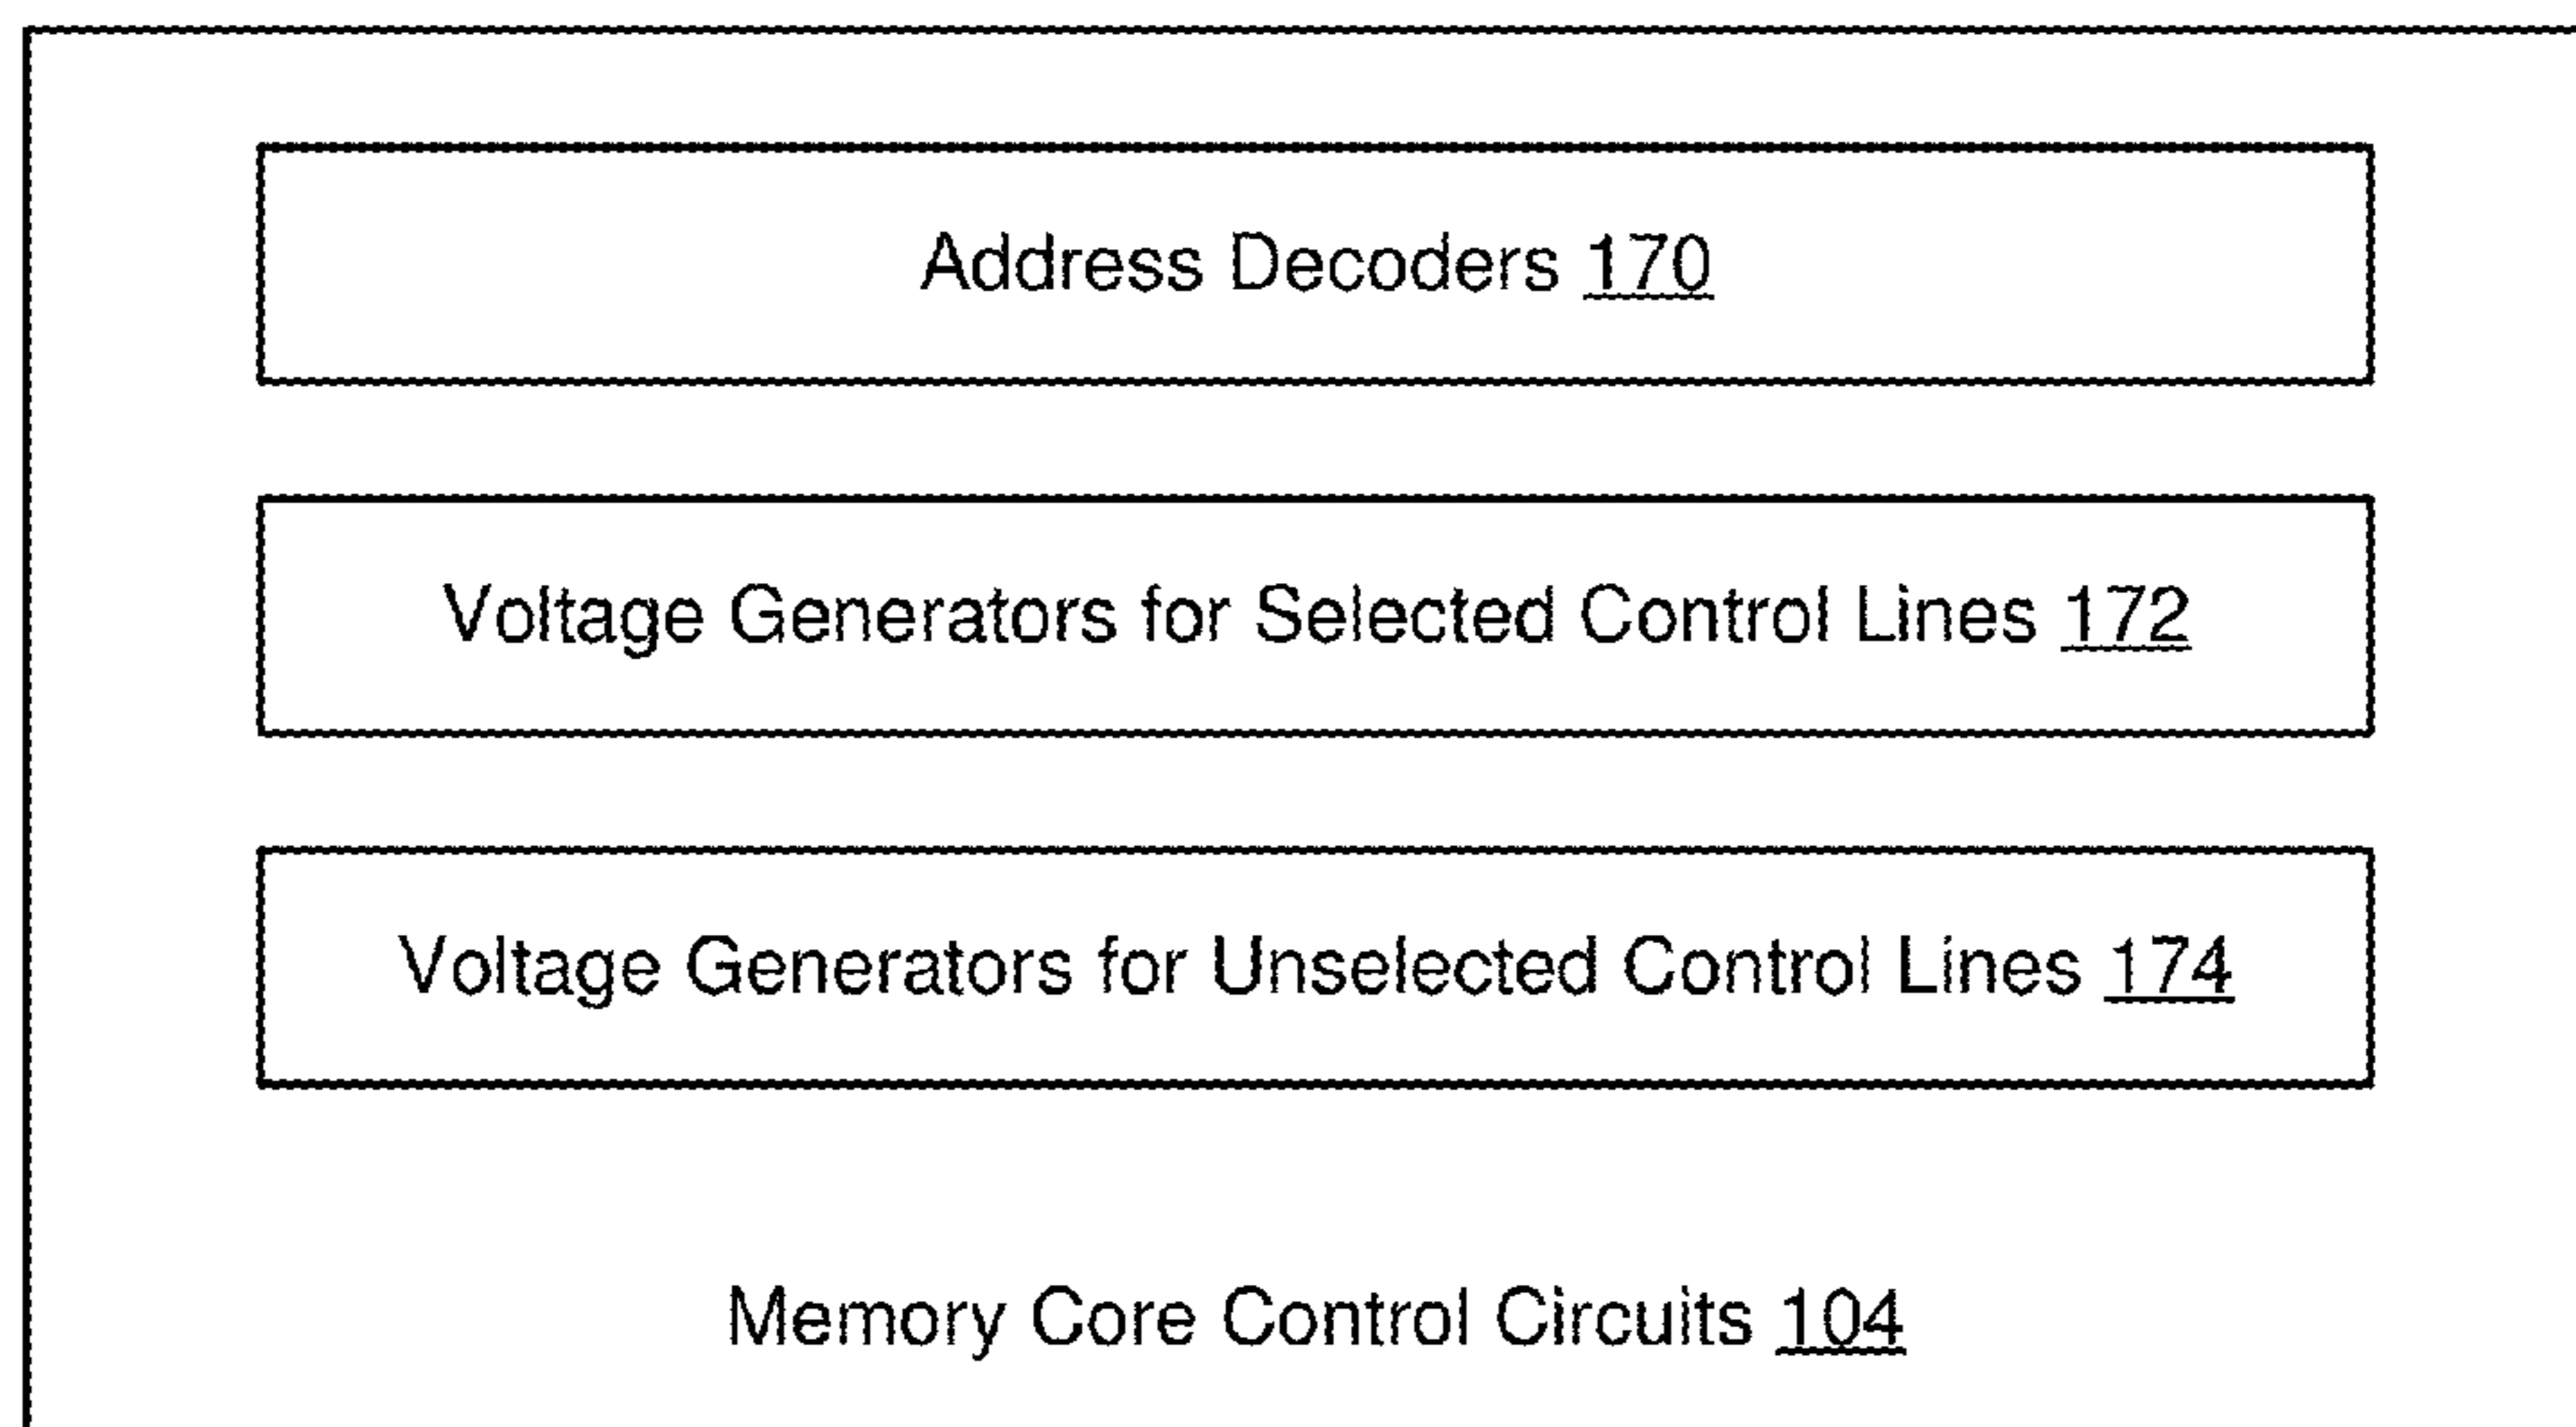 Address Decoders 170
Voltage Generators for Selected Control Lines 172
Voltage Generators for Unselected Control Lines 174
Memory Core Control Circuits 104